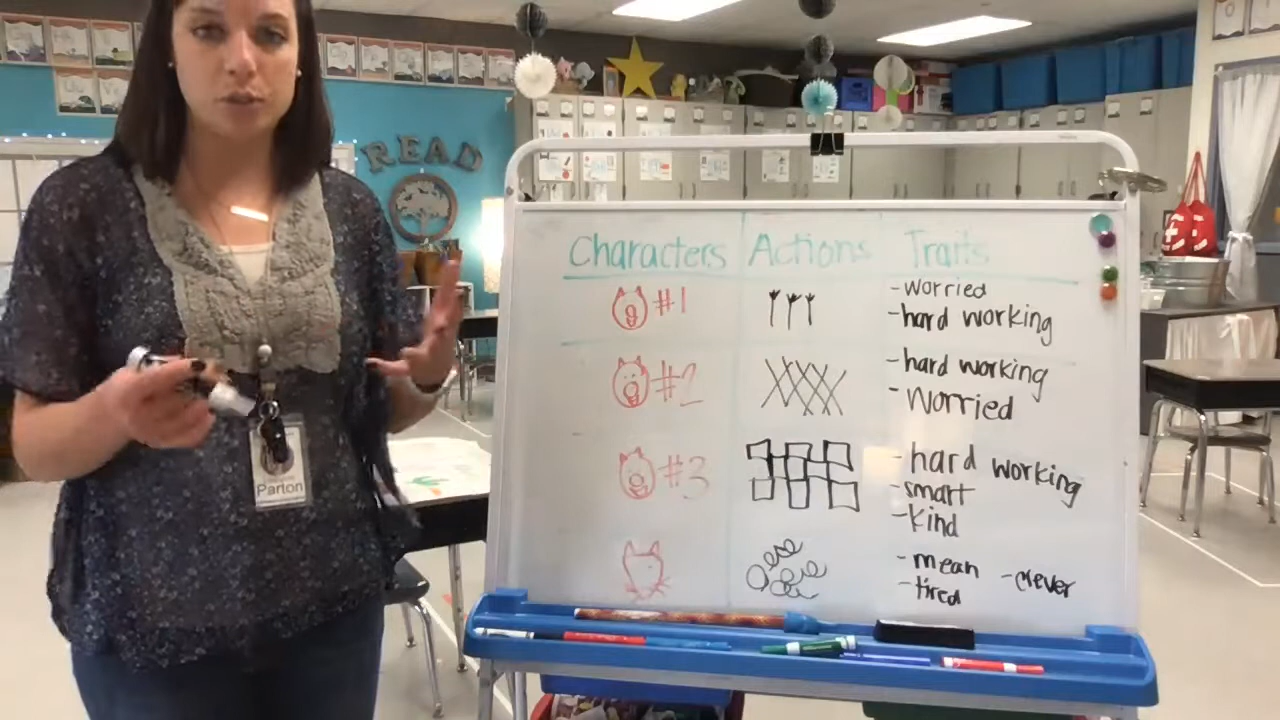 READ
Characters Actions Traits
#1
- worried
- hard working
#2
- hard working
- Worried
#3
- hard working
- smart
- kind
- mean
- tired
- clever
Parton